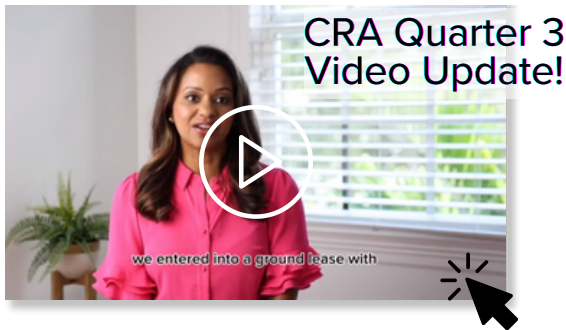 CRA Quarter 3
Video Update!
we entered into a ground lease with